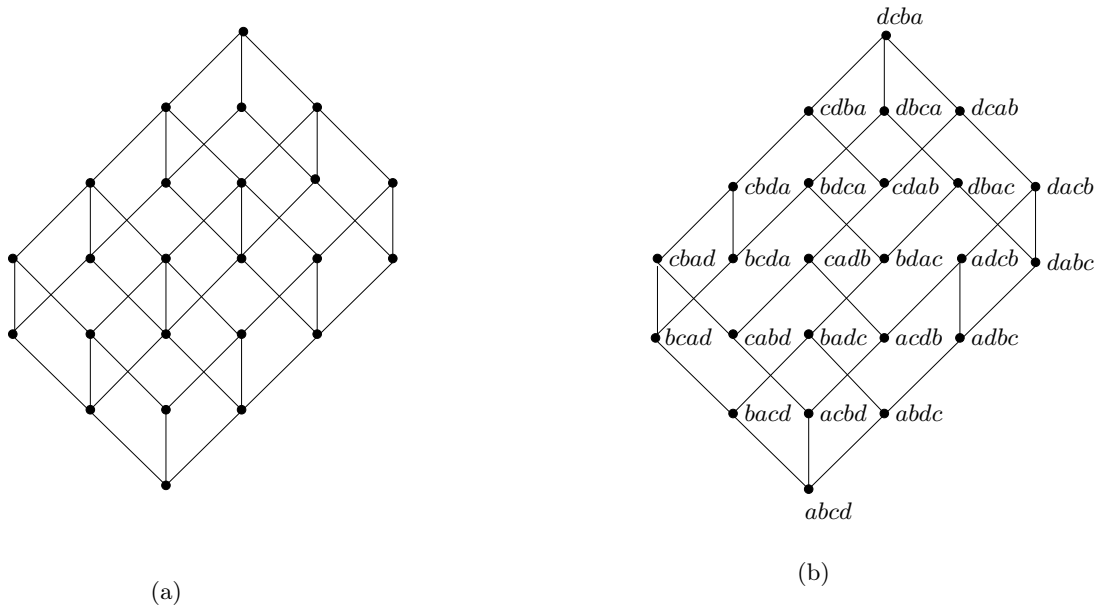 dcba
cdba dbca dcab
cbda bdca cdab dbac dacb
cbad bcda cadb bdac adcb dabc
bcad cabd badc acdb adbc
bacd acbd abdc
abcd
(a) (b)